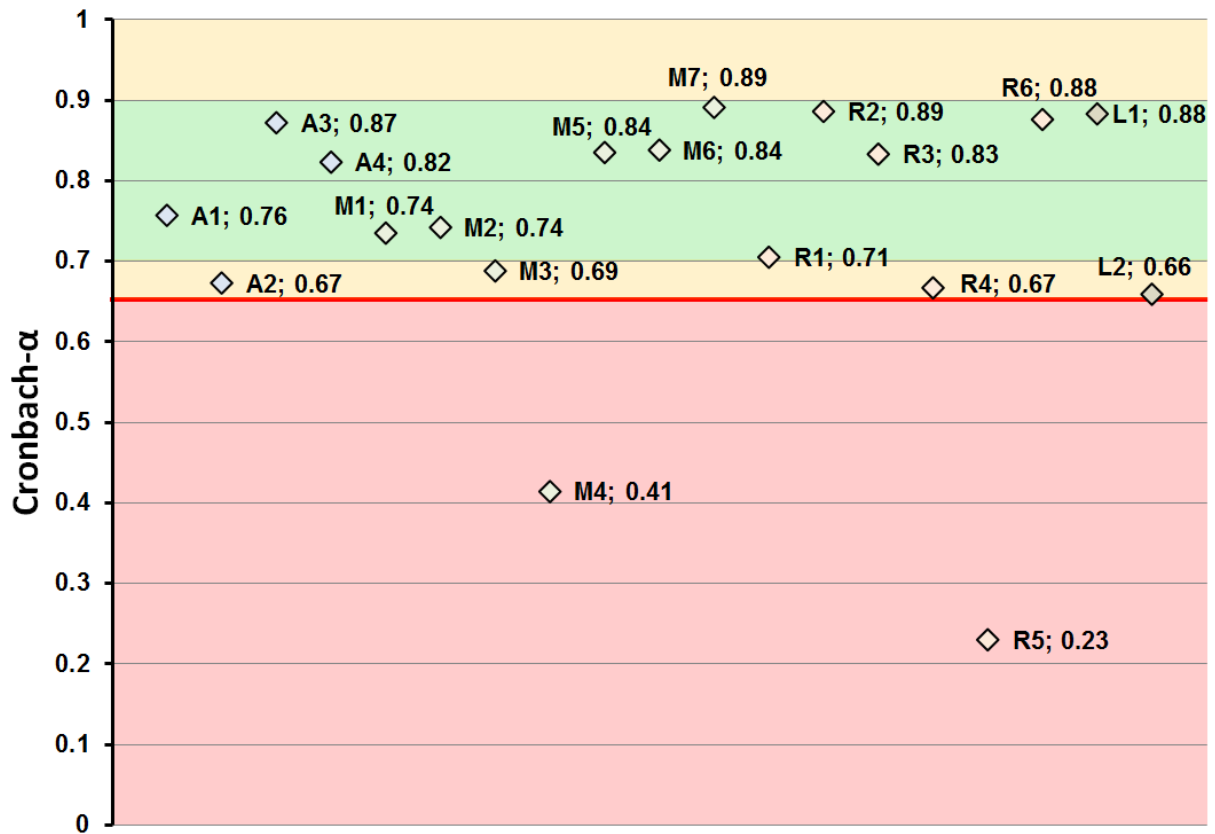 1
0.9
0.8
0.7
0.6
0.5
0.4
0.3
0.2
0.1
0
Cronbach-α
A1; 0.76
A2; 0.67
A3; 0.87
A4; 0.82
M1; 0.74
M2; 0.74
M3; 0.69
M4; 0.41
M5; 0.84
M6; 0.84
M7; 0.89
R1; 0.71
R2; 0.89
R3; 0.83
R4; 0.67
R5; 0.23
R6; 0.88
L1; 0.88
L2; 0.66